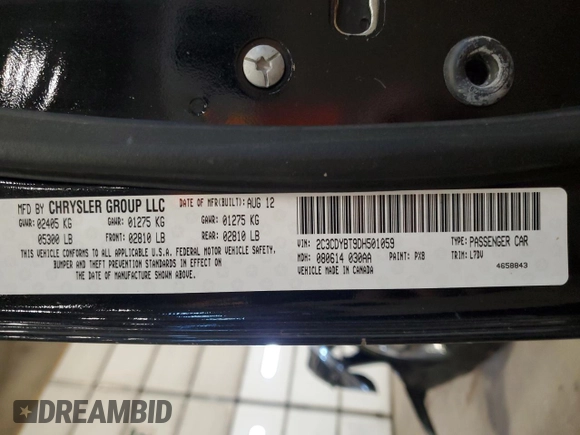 MFD BY CHRYSLER GROUP LLC DATE OF MFR(BUILT): AUG 12
GVWR: 02405 KG GAWR: 01275 KG GAWR: 01275 KG
05300 LB FRONT: 02810 LB REAR: 02810 LB
THIS VEHICLE CONFORMS TO ALL APPLICABLE U.S.A. FEDERAL MOTOR VEHICLE SAFETY,
BUMPER AND THEFT PREVENTION STANDARDS IN EFFECT ON
THE DATE OF MANUFACTURE SHOWN ABOVE.
VIN: 2C3CDYBT9DH501059 TYPE: PASSENGER CAR
MDH: 080614 030AA PAINT: PX8 TRIM: L7DV
VEHICLE MADE IN CANADA
4658843
DREAMBID